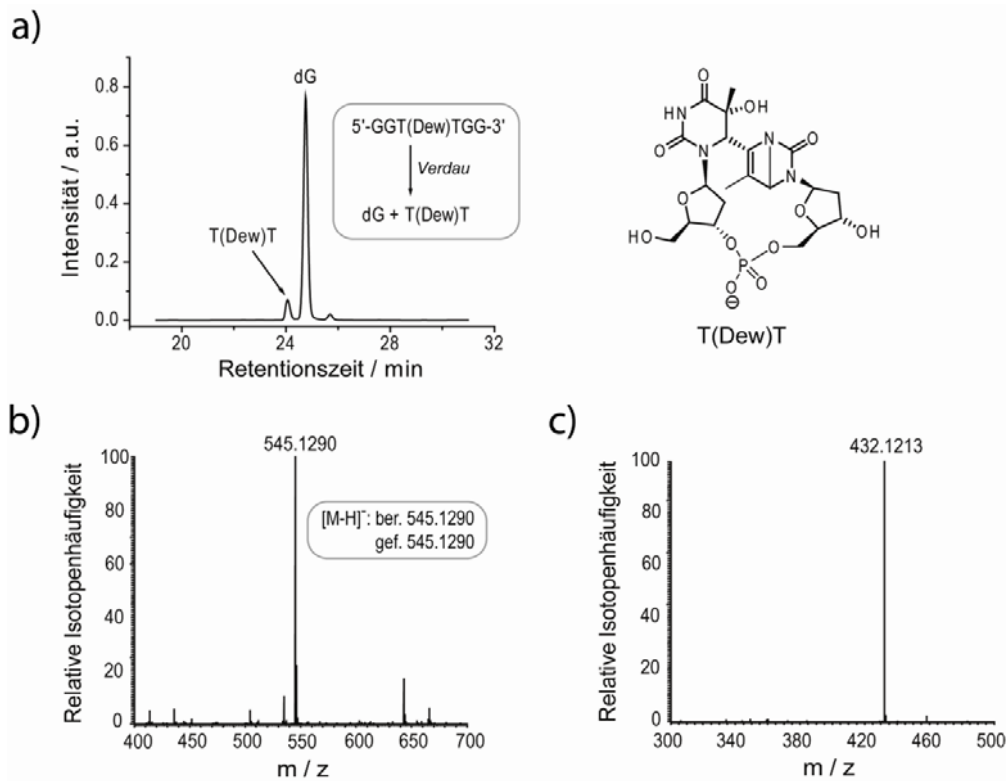 a)
Intensität / a.u.
0.8
0.6
0.4
0.2
0.0
20
24
28
32
Retentionszeit / min
T(Dew)T
dG
5'-GGT(Dew)TGG-3'
Verdau
dG + T(Dew)T
O
OH
HN
O
N
N
O
N
O
O
HO
O
OH
O
P
O
O
O
⊖
T(Dew)T
b)
Relative Isotopenhäufigkeit
100
80
60
40
20
0
400
450
500
550
600
650
700
m / z
545.1290
[M-H]⁻: ber. 545.1290
gef. 545.1290
c)
Relative Isotopenhäufigkeit
100
80
60
40
20
0
300
360
420
480
500
m / z
432.1213